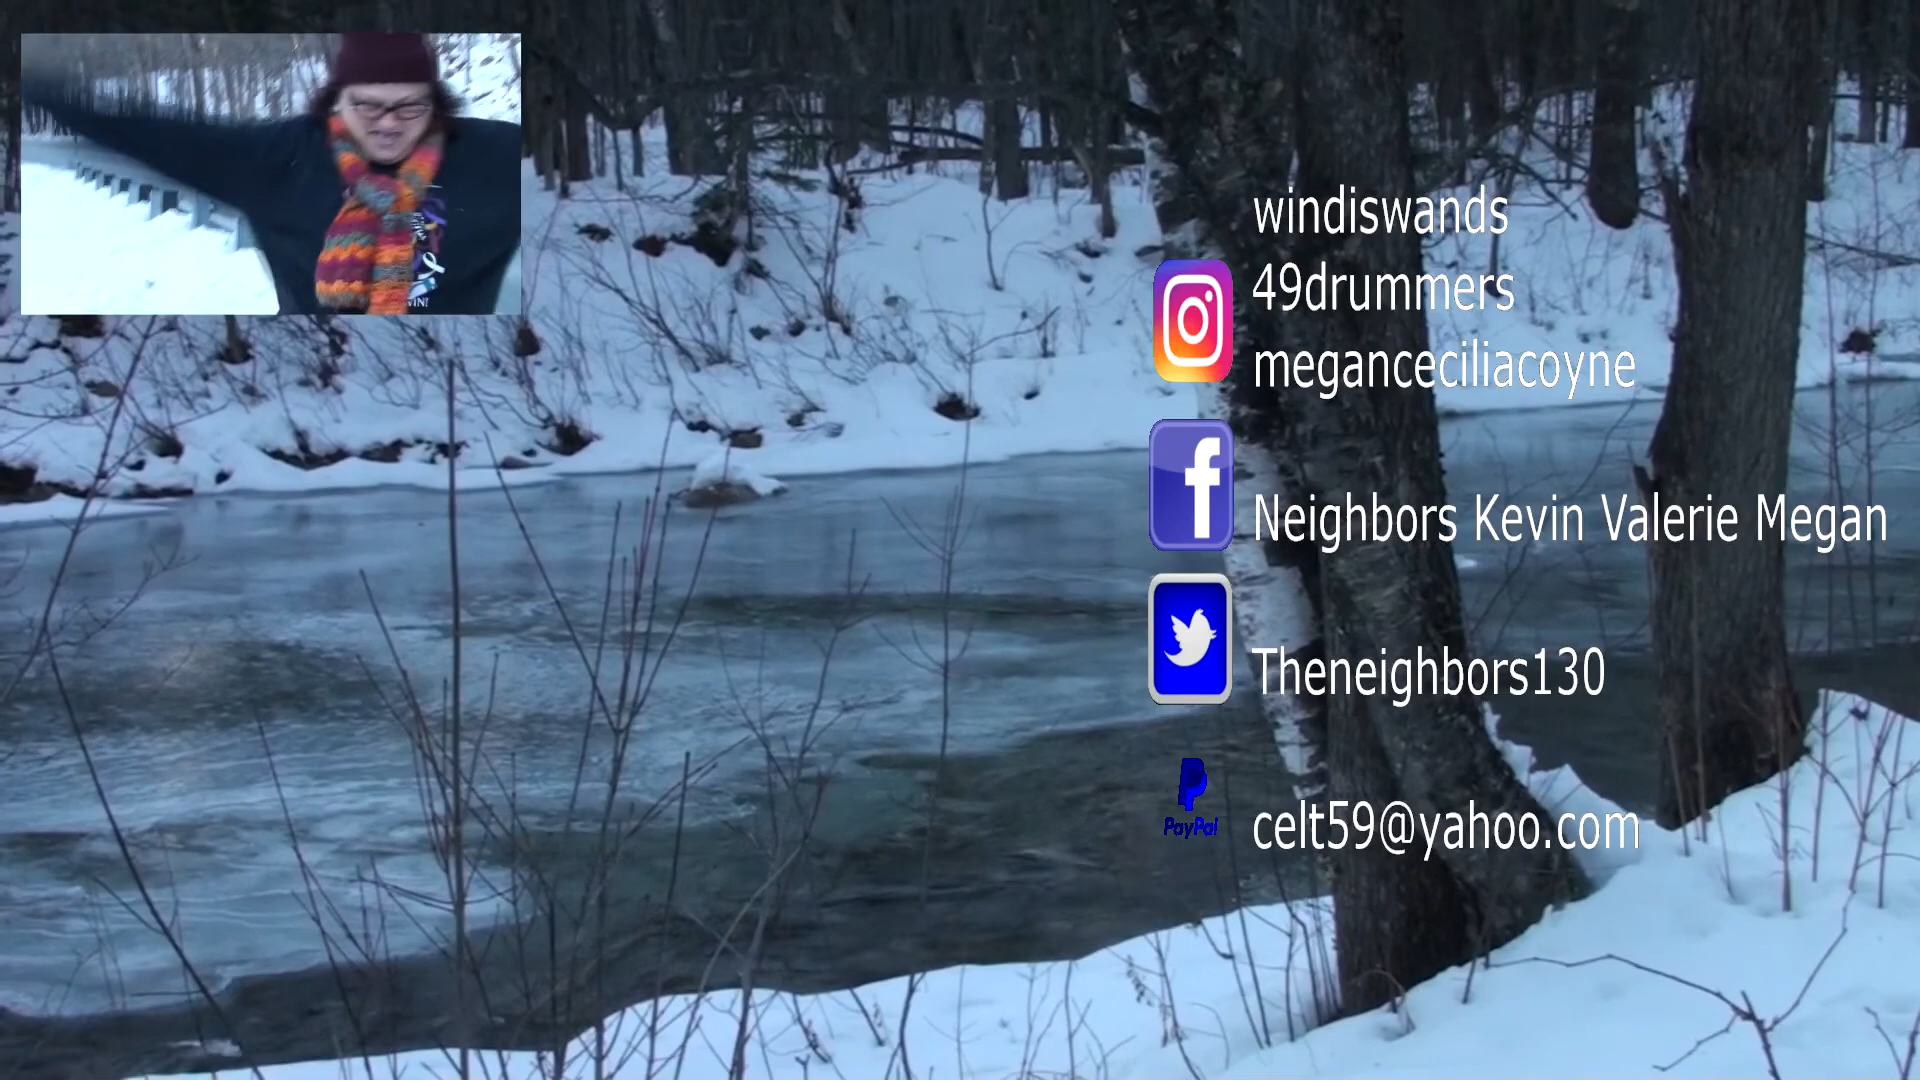 windiswands
49drummers
meganceciliacoyne
Neighbors Kevin Valerie Megan
Theneighbors130
PayPal
celt59@yahoo.com